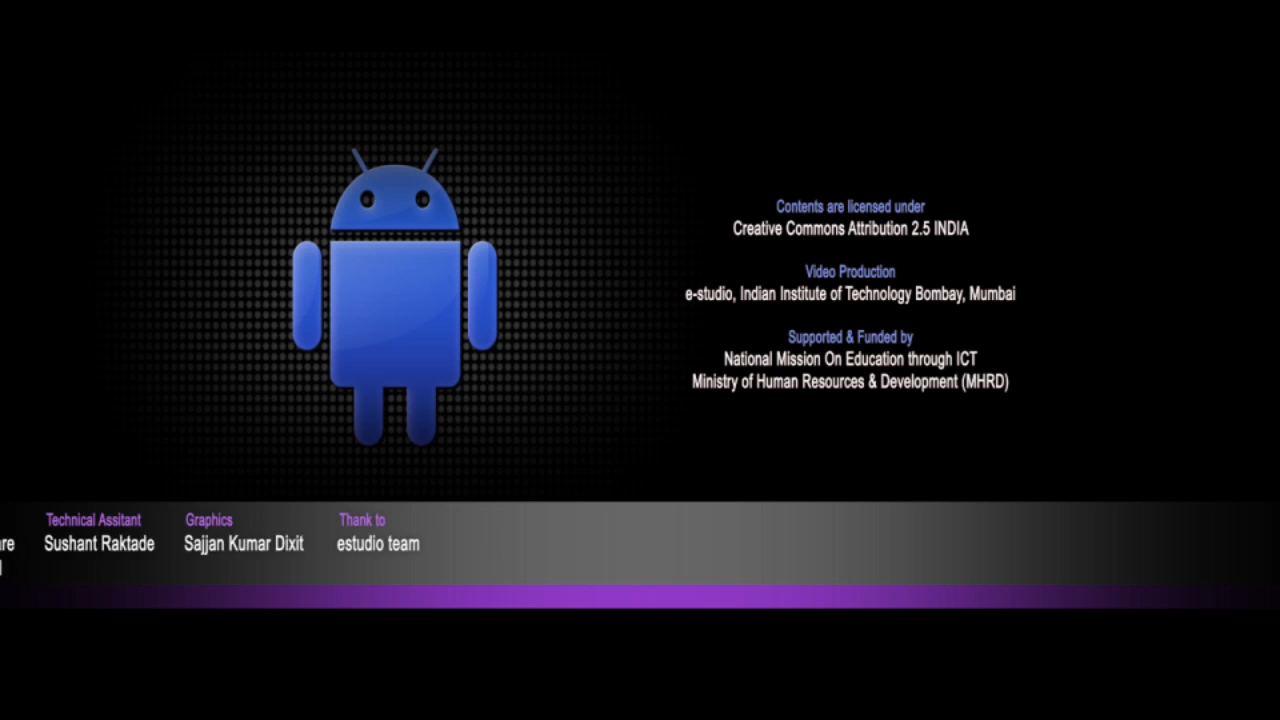 Contents are licensed under
Creative Commons Attribution 2.5 INDIA
Video Production
e-studio, Indian Institute of Technology Bombay, Mumbai
Supported & Funded by
National Mission On Education through ICT
Ministry of Human Resources & Development (MHRD)
Technical Assitant
Sushant Raktade
Graphics
Sajjan Kumar Dixit
Thank to
estudio team